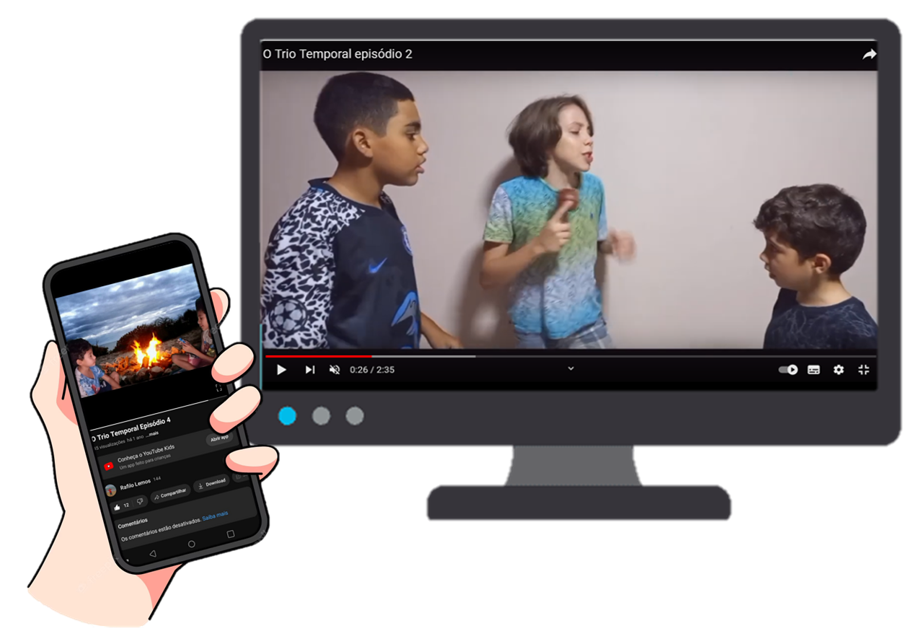 O Trio Temporal episódio 2
0:26 / 2:35
O Trio Temporal Episódio 4
15 visualizações há 1 ano ...mais
Conheça o YouTube Kids
Um app feito para crianças
Abrir app
Rafilo Lemos 144
12
Compartilhar
Download
Comentários
Os comentários estão desativados. Saiba mais